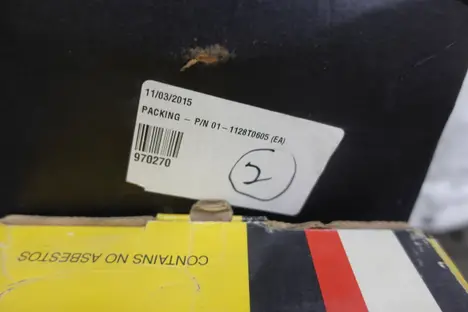 11/03/2015
PACKING - P/N 01-1128T0605 (EA)
970270
2
CONTAINS NO ASBESTOS